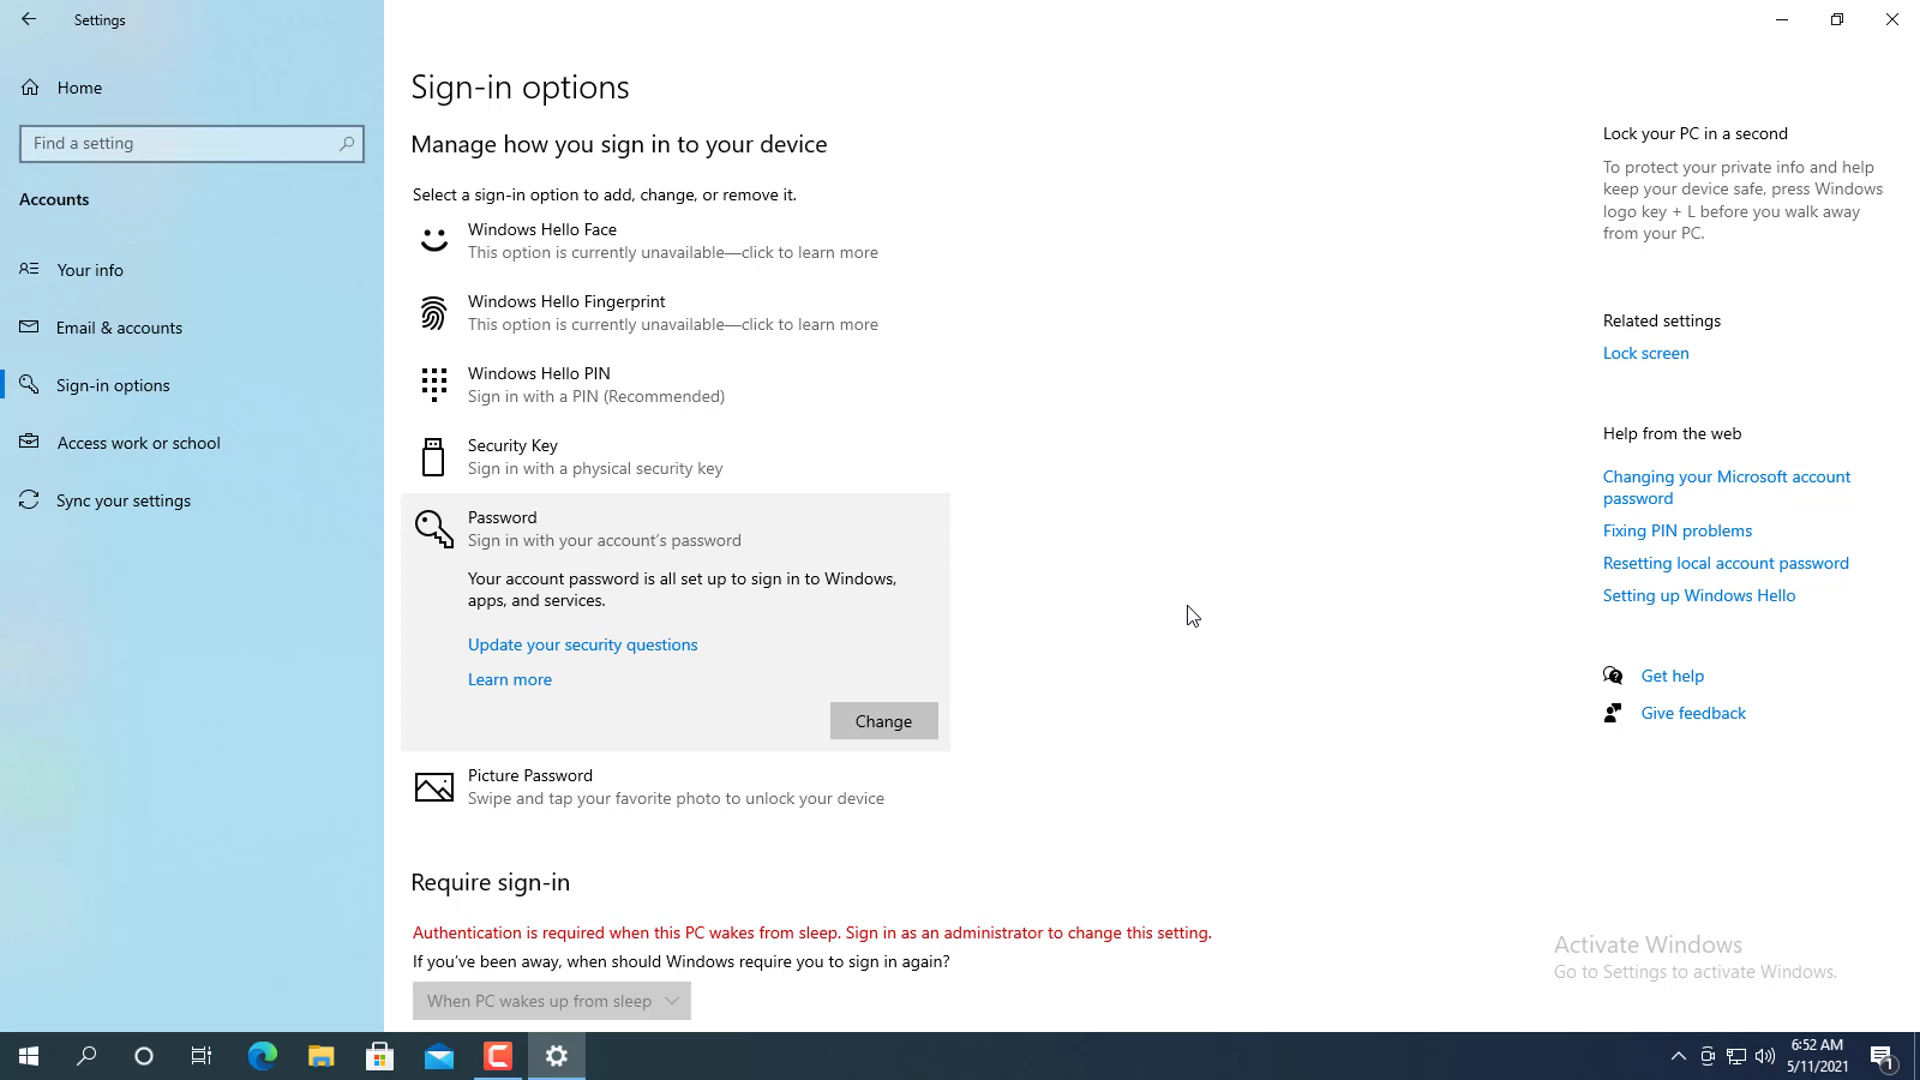 Settings
Home
Find a setting
Accounts
Your info
Email & accounts
Sign-in options
Access work or school
Sync your settings
Sign-in options
Manage how you sign in to your device
Select a sign-in option to add, change, or remove it.
Windows Hello Face
This option is currently unavailable—click to learn more
Windows Hello Fingerprint
This option is currently unavailable—click to learn more
Windows Hello PIN
Sign in with a PIN (Recommended)
Security Key
Sign in with a physical security key
Password
Sign in with your account's password
Your account password is all set up to sign in to Windows,
apps, and services.
Update your security questions
Learn more
Change
Picture Password
Swipe and tap your favorite photo to unlock your device
Require sign-in
Authentication is required when this PC wakes from sleep. Sign in as an administrator to change this setting.
If you've been away, when should Windows require you to sign in again?
When PC wakes up from sleep
Lock your PC in a second
To protect your private info and help
keep your device safe, press Windows
logo key + L before you walk away
from your PC.
Related settings
Lock screen
Help from the web
Changing your Microsoft account
password
Fixing PIN problems
Resetting local account password
Setting up Windows Hello
Get help
Give feedback
Activate Windows
Go to Settings to activate Windows.
6:52 AM
5/11/2021
1